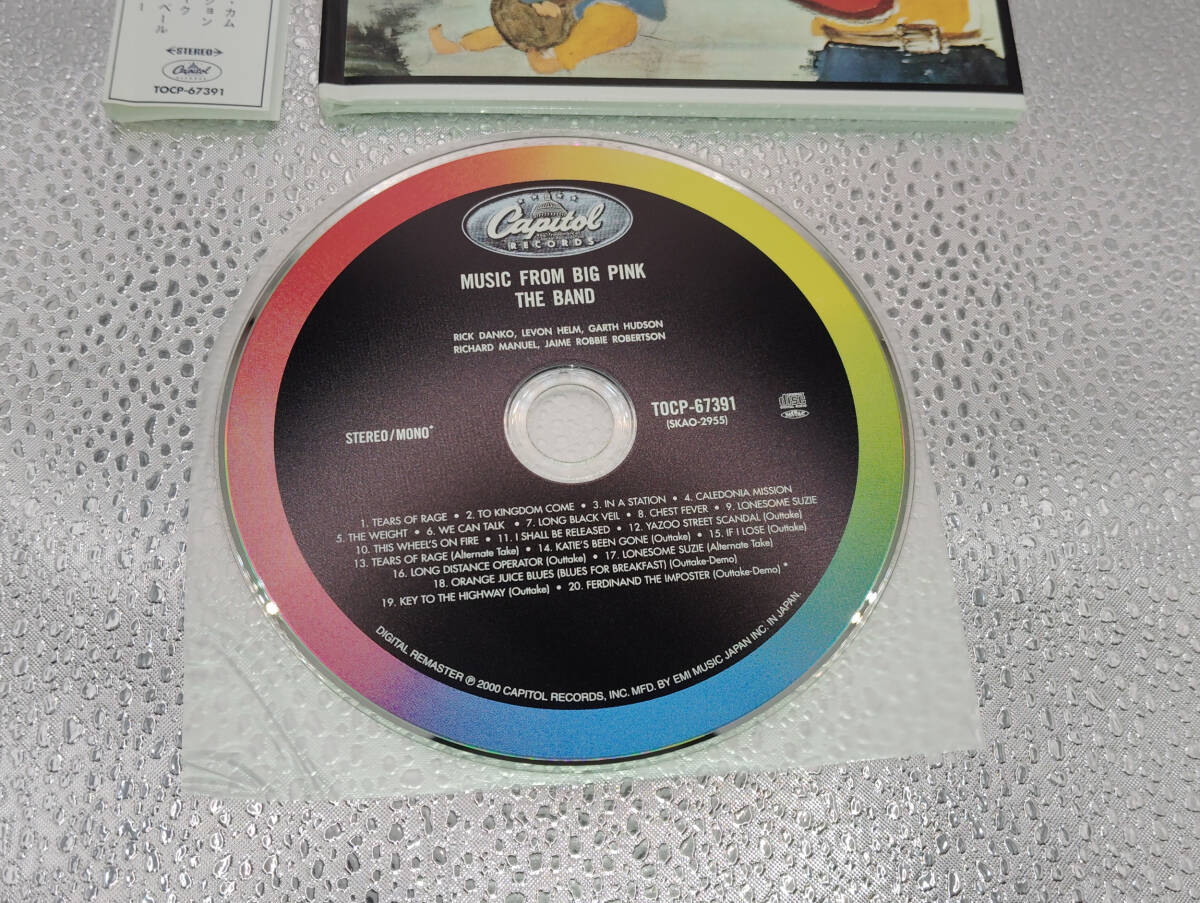 ・カム
ション
ーク
ベール
ー
STEREO
Capitol
RECORDS
TOCP-67391
Capitol
RECORDS
MUSIC FROM BIG PINK
THE BAND
RICK DANKO, LEVON HELM, GARTH HUDSON
RICHARD MANUEL, JAIME ROBBIE ROBERTSON
TOCP-67391
(SKAO-2955)
disc
STEREO/MONO*
1. TEARS OF RAGE • 2. TO KINGDOM COME • 3. IN A STATION • 4. CALEDONIA MISSION
5. THE WEIGHT • 6. WE CAN TALK • 7. LONG BLACK VEIL • 8. CHEST FEVER • 9. LONESOME SUZIE
10. THIS WHEEL'S ON FIRE • 11. I SHALL BE RELEASED • 12. YAZOO STREET SCANDAL (Outtake)
13. TEARS OF RAGE (Alternate Take) • 14. KATIE'S BEEN GONE (Outtake) • 15. IF I LOSE (Outtake)
16. LONG DISTANCE OPERATOR (Outtake) • 17. LONESOME SUZIE (Alternate Take)
18. ORANGE JUICE BLUES (BLUES FOR BREAKFAST) (Outtake-Demo)
19. KEY TO THE HIGHWAY (Outtake) • 20. FERDINAND THE IMPOSTER (Outtake-Demo) *
DIGITAL REMASTER ℗ 2000 CAPITOL RECORDS, INC. MFD. BY EMI MUSIC JAPAN INC. IN JAPAN.